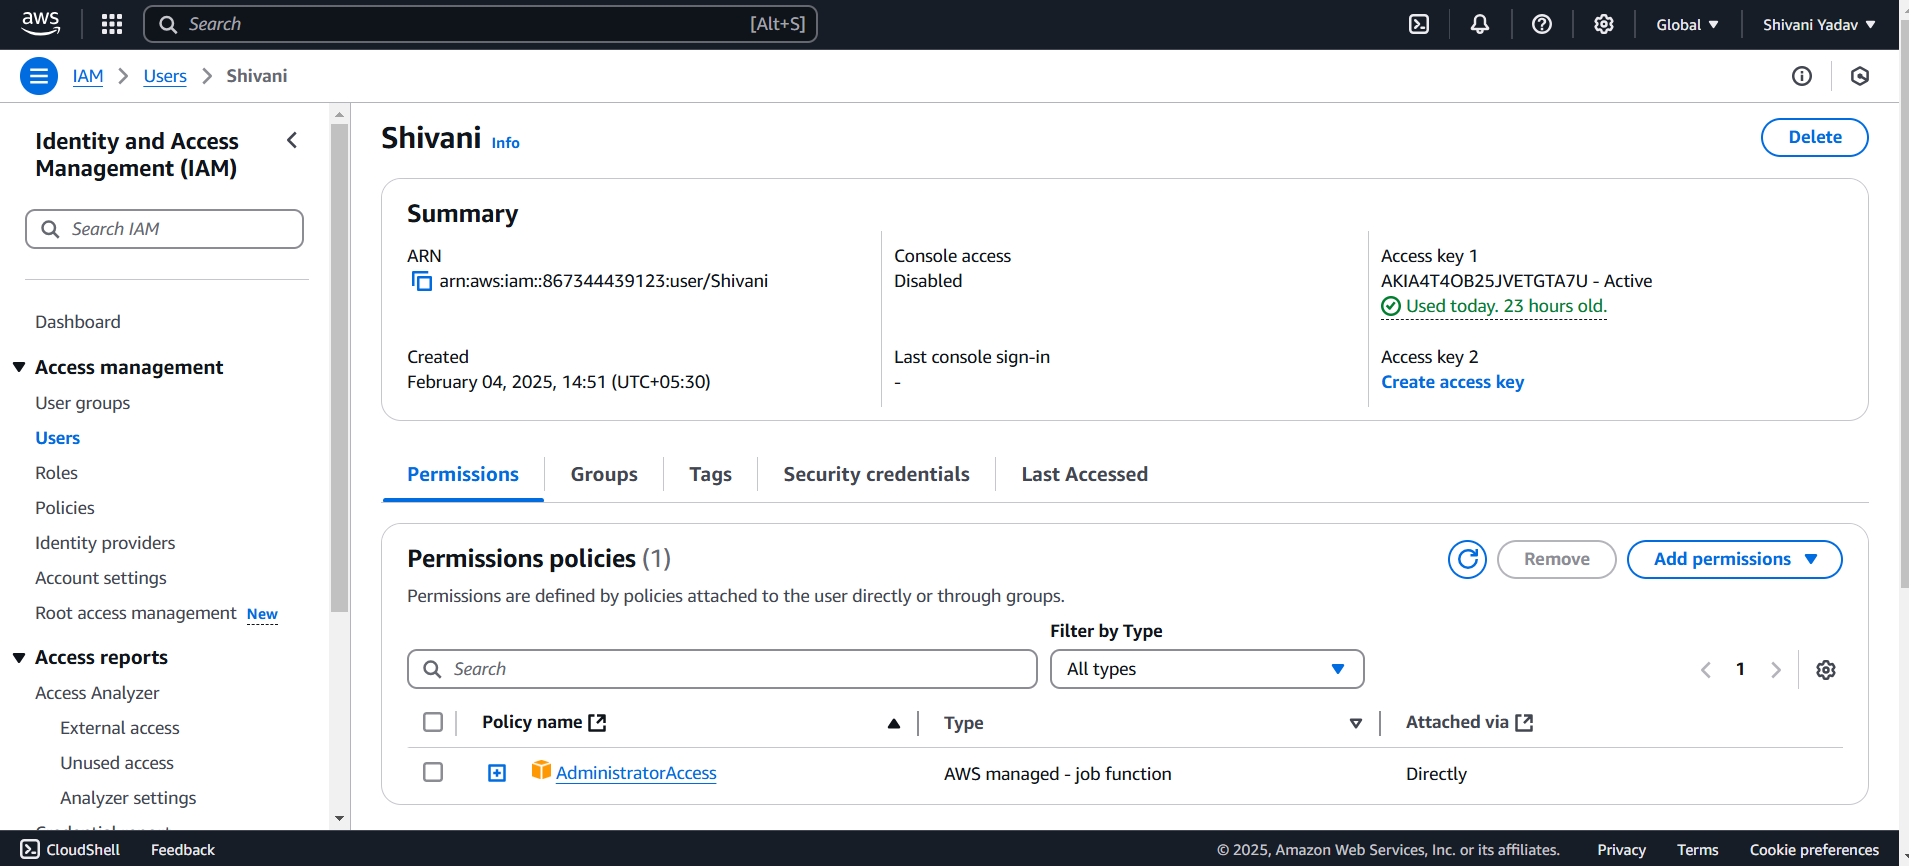 aws
Search [Alt+S]
Global
Shivani Yadav
IAM > Users > Shivani
Identity and Access
Management (IAM)
Search IAM
Dashboard
Access management
User groups
Users
Roles
Policies
Identity providers
Account settings
Root access management New
Access reports
Access Analyzer
External access
Unused access
Analyzer settings
Shivani Info
Delete
Summary
ARN
arn:aws:iam::867344439123:user/Shivani
Console access
Disabled
Access key 1
AKIA4T4OB25JVETGTA7U - Active
Used today. 23 hours old.
Created
February 04, 2025, 14:51 (UTC+05:30)
Last console sign-in
-
Access key 2
Create access key
Permissions
Groups
Tags
Security credentials
Last Accessed
Permissions policies (1)
Remove
Add permissions
Permissions are defined by policies attached to the user directly or through groups.
Filter by Type
Search
All types
1
Policy name
Type
Attached via
AdministratorAccess
AWS managed - job function
Directly
CloudShell
Feedback
© 2025, Amazon Web Services, Inc. or its affiliates.
Privacy
Terms
Cookie preferences